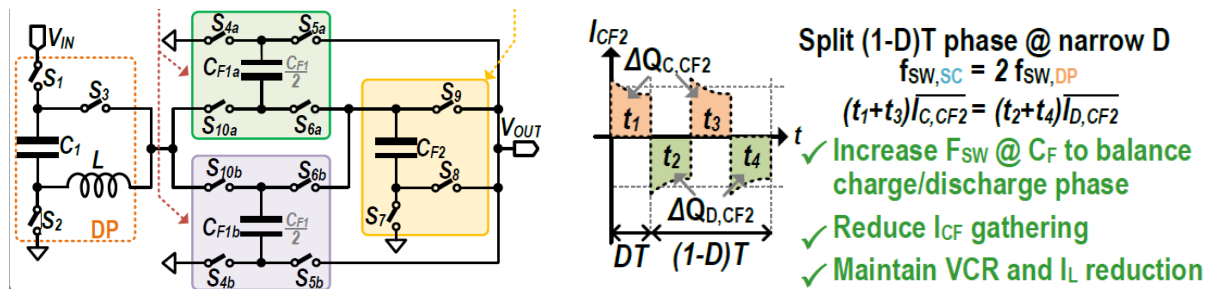 V_IN
S_1
S_3
C_1
L
S_2
DP
S_4a
S_5a
C_F1a
C_F1/2
S_10a
S_6a
S_10b
S_6b
C_F1b
C_F1/2
S_4b
S_5b
S_9
C_F2
S_8
S_7
V_OUT
I_CF2
ΔQ_C,CF2
t_1
t_3
t
t_2
t_4
ΔQ_D,CF2
DT
(1-D)T
Split (1-D)T phase @ narrow D
f_SW,SC = 2 f_SW,DP
(t_1+t_3)I_C,CF2 = (t_2+t_4)I_D,CF2
✓ Increase F_SW @ C_F to balance
charge/discharge phase
✓ Reduce I_CF gathering
✓ Maintain VCR and I_L reduction